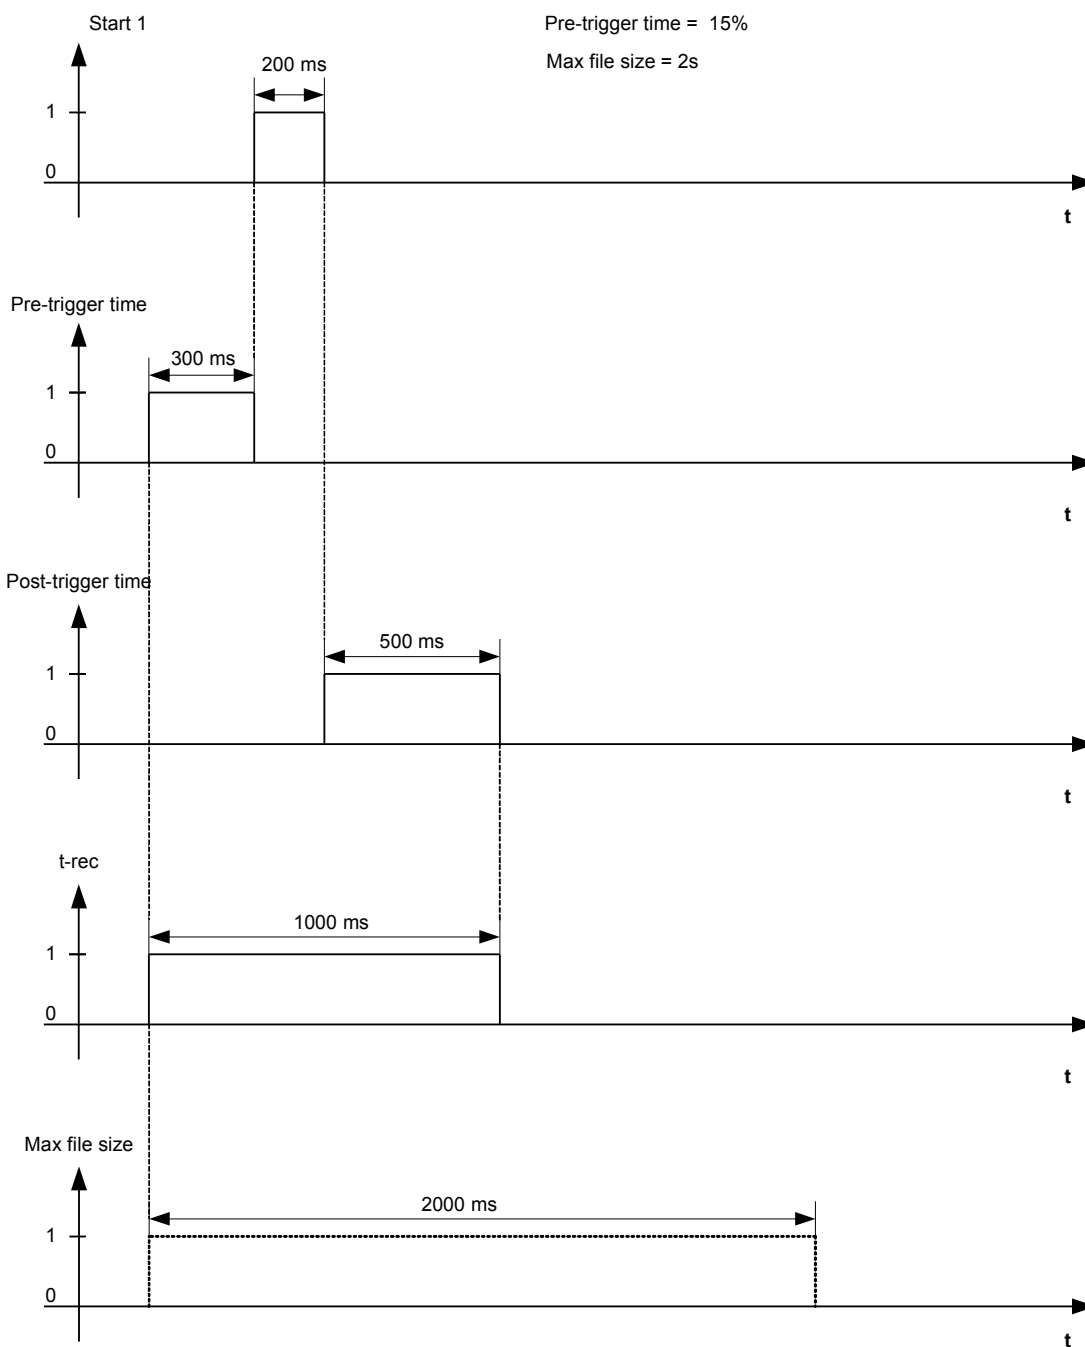 Start 1
Pre-trigger time = 15%
Max file size = 2s
200 ms
1
0
t
Pre-trigger time
300 ms
1
0
t
Post-trigger time
500 ms
1
0
t
t-rec
1000 ms
1
0
t
Max file size
2000 ms
1
0
t